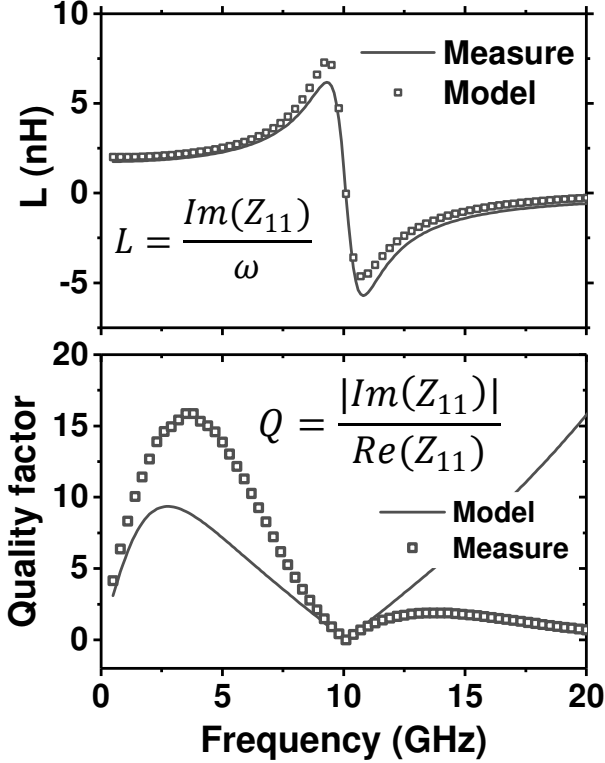 10
5
0
-5
L (nH)
Measure
Model
L = Im(Z₁₁) / ω
20
15
10
5
0
Quality factor
Q = |Im(Z₁₁)| / Re(Z₁₁)
Model
Measure
0 5 10 15 20
Frequency (GHz)